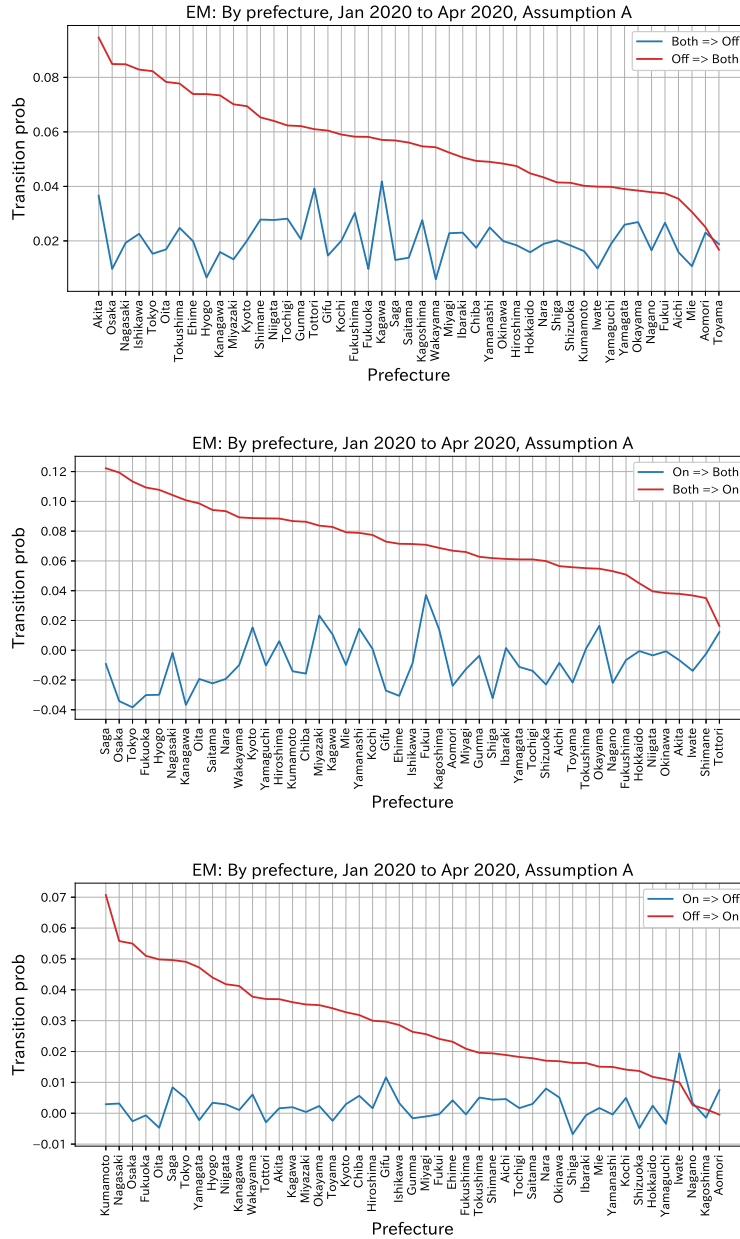 EM: By prefecture, Jan 2020 to Apr 2020, Assumption A
Both => Off
Off => Both
Transition prob
0.08
0.06
0.04
0.02
Akita
Osaka
Nagasaki
Ishikawa
Tokyo
Oita
Tokushima
Ehime
Hyogo
Kanagawa
Miyazaki
Kyoto
Shimane
Niigata
Tochigi
Gunma
Tottori
Gifu
Kochi
Fukushima
Fukuoka
Kagawa
Saga
Saitama
Kagoshima
Wakayama
Miyagi
Ibaraki
Chiba
Yamanashi
Okinawa
Hiroshima
Hokkaido
Nara
Shiga
Shizuoka
Kumamoto
Iwate
Yamaguchi
Yamagata
Okayama
Nagano
Fukui
Aichi
Mie
Aomori
Toyama
Prefecture
EM: By prefecture, Jan 2020 to Apr 2020, Assumption A
On => Both
Both => On
Transition prob
0.12
0.10
0.08
0.06
0.04
0.02
0.00
−0.02
−0.04
Saga
Osaka
Tokyo
Fukuoka
Hyogo
Nagasaki
Kanagawa
Oita
Saitama
Nara
Wakayama
Kyoto
Yamaguchi
Hiroshima
Kumamoto
Chiba
Miyazaki
Kagawa
Mie
Yamanashi
Kochi
Gifu
Ehime
Ishikawa
Fukui
Kagoshima
Aomori
Miyagi
Gunma
Shiga
Ibaraki
Yamagata
Tochigi
Shizuoka
Aichi
Toyama
Tokushima
Okayama
Nagano
Fukushima
Hokkaido
Niigata
Okinawa
Akita
Iwate
Shimane
Tottori
Prefecture
EM: By prefecture, Jan 2020 to Apr 2020, Assumption A
On => Off
Off => On
Transition prob
0.07
0.06
0.05
0.04
0.03
0.02
0.01
0.00
−0.01
Kumamoto
Nagasaki
Osaka
Fukuoka
Oita
Saga
Tokyo
Yamagata
Hyogo
Niigata
Kanagawa
Wakayama
Tottori
Akita
Kagawa
Miyazaki
Okayama
Toyama
Kyoto
Chiba
Hiroshima
Gifu
Ishikawa
Gunma
Miyagi
Fukui
Ehime
Fukushima
Tokushima
Shimane
Aichi
Tochigi
Saitama
Nara
Okinawa
Shiga
Ibaraki
Mie
Yamanashi
Kochi
Shizuoka
Hokkaido
Yamaguchi
Iwate
Nagano
Kagoshima
Aomori
Prefecture